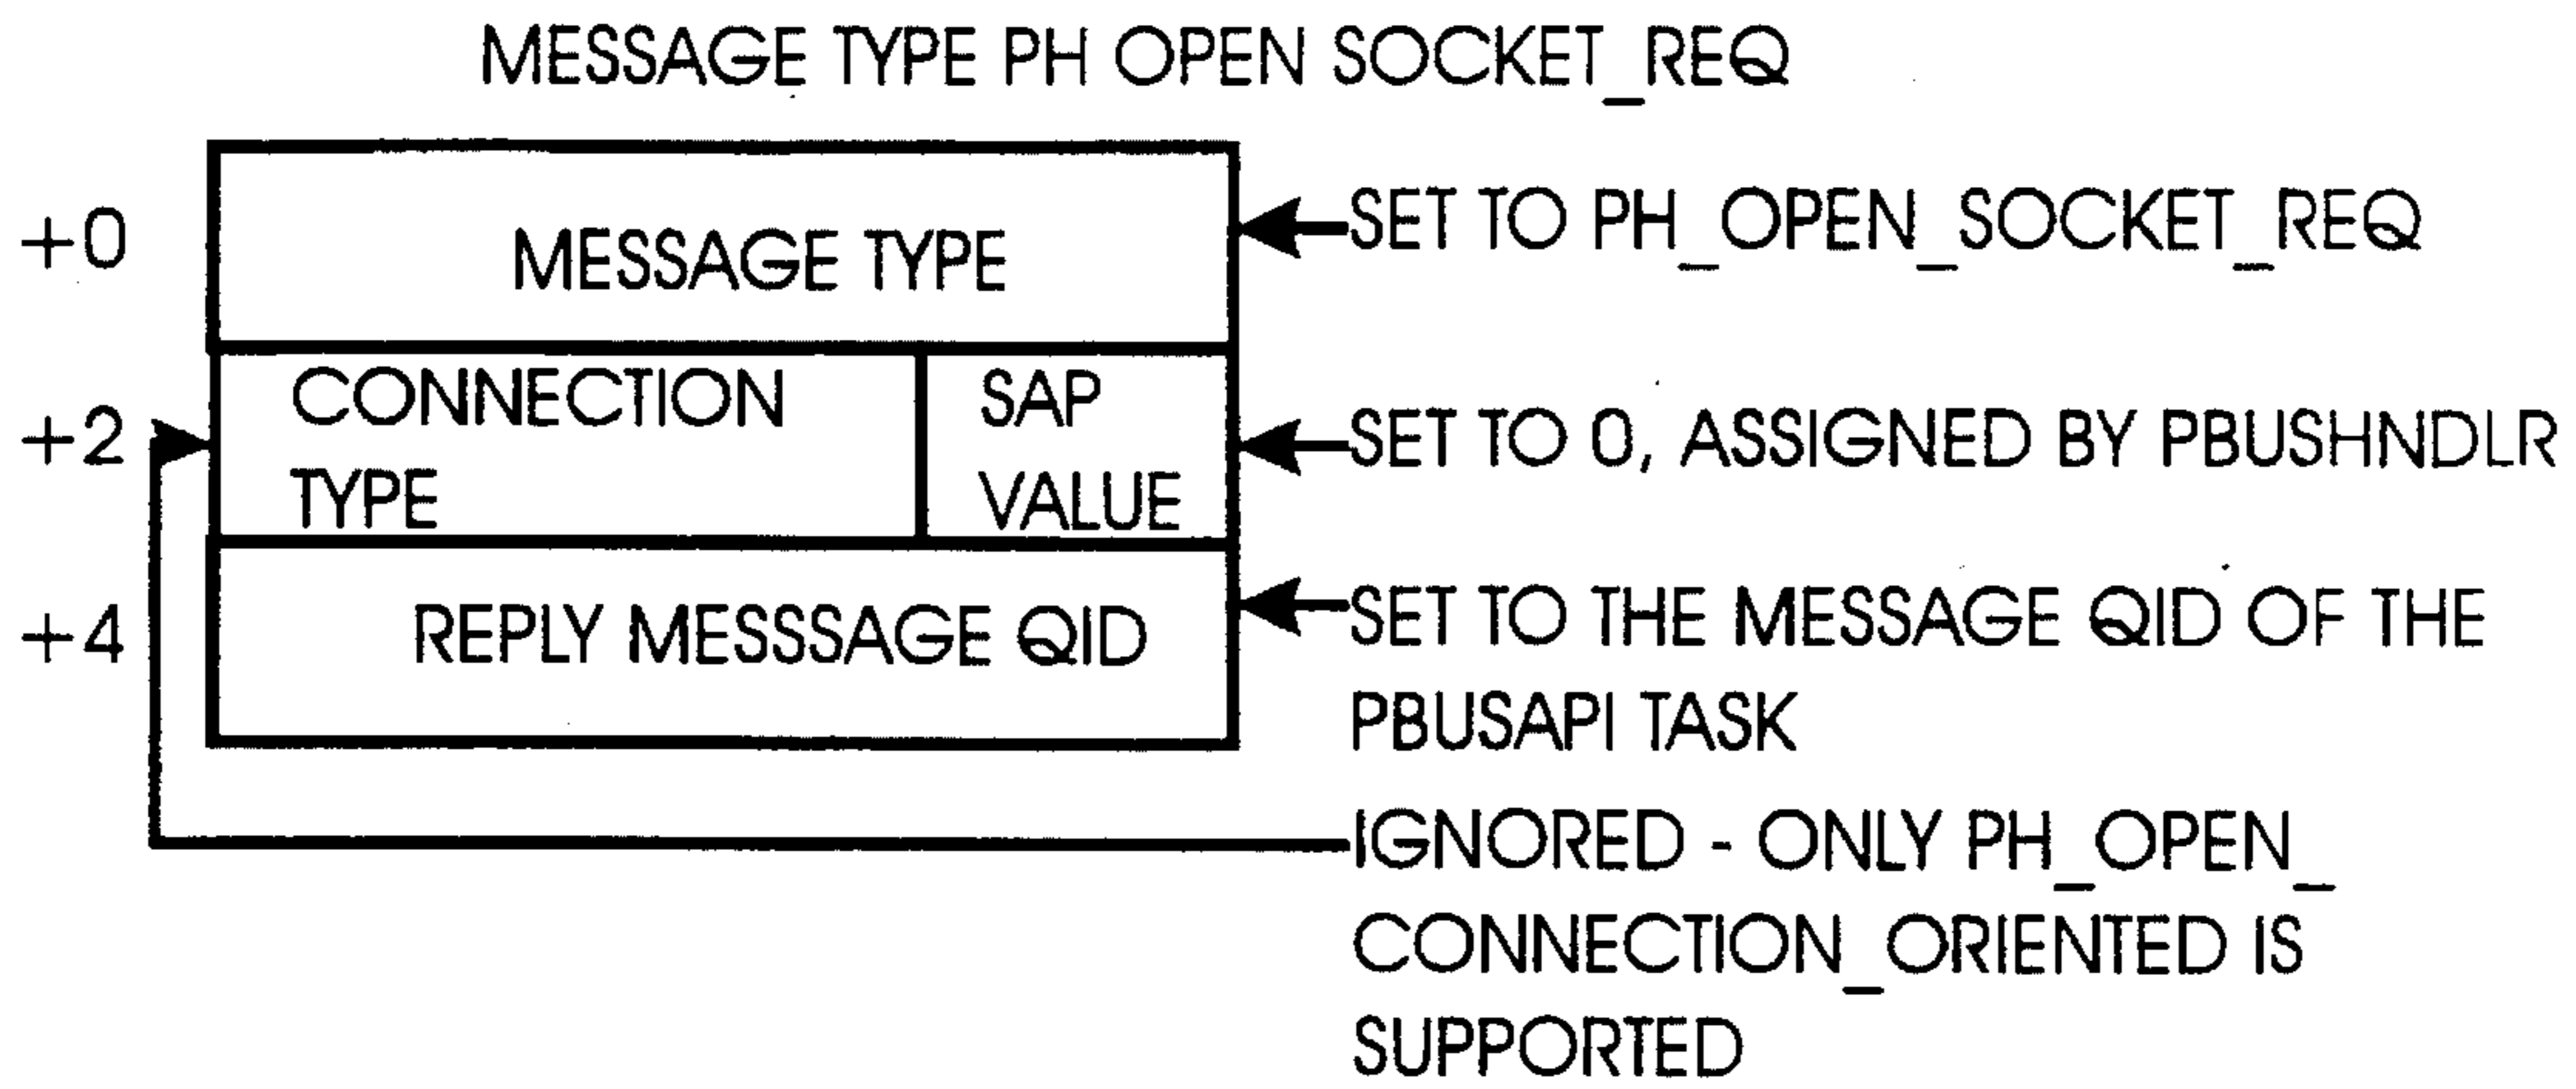 MESSAGE TYPE PH OPEN SOCKET_REQ
+0
MESSAGE TYPE
SET TO PH_OPEN_SOCKET_REQ
+2
CONNECTION
TYPE
SAP
VALUE
SET TO 0, ASSIGNED BY PBUSHNDLR
+4
REPLY MESSSAGE QID
SET TO THE MESSAGE QID OF THE
PBUSAPI TASK
IGNORED - ONLY PH_OPEN_
CONNECTION_ORIENTED IS
SUPPORTED